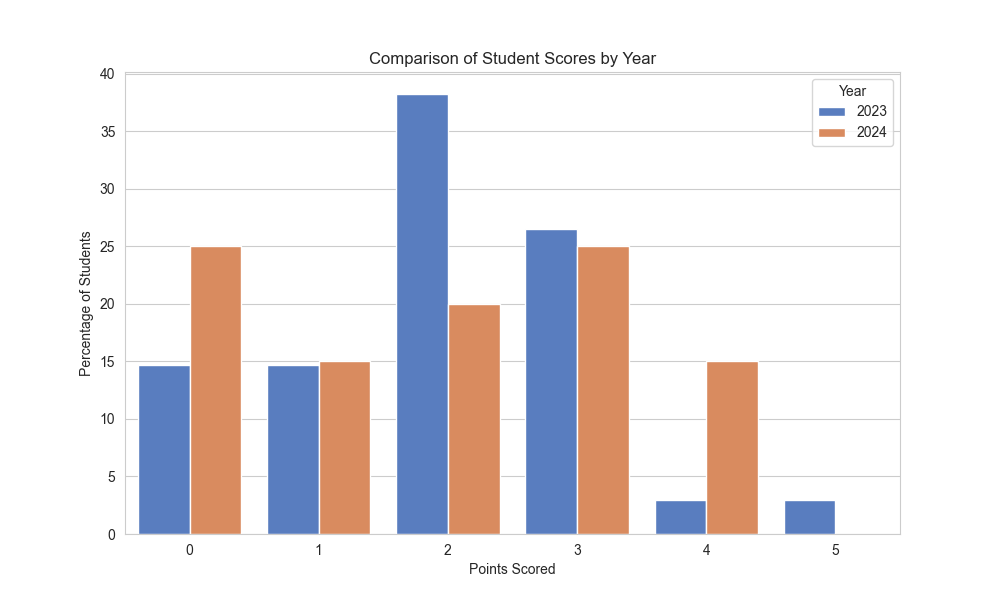 Comparison of Student Scores by Year
Year
2023
2024
40
35
30
25
20
15
10
5
0
Percentage of Students
0 1 2 3 4 5
Points Scored